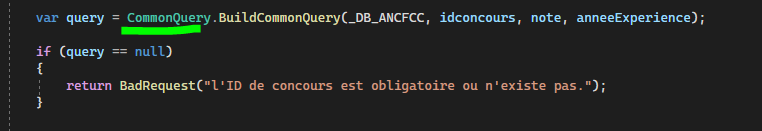 var query = CommonQuery.BuildCommonQuery(_DB_ANCFCC, idconcours, note, anneeExperience);
if (query == null)
{
return BadRequest("l'ID de concours est obligatoire ou n'existe pas.");
}